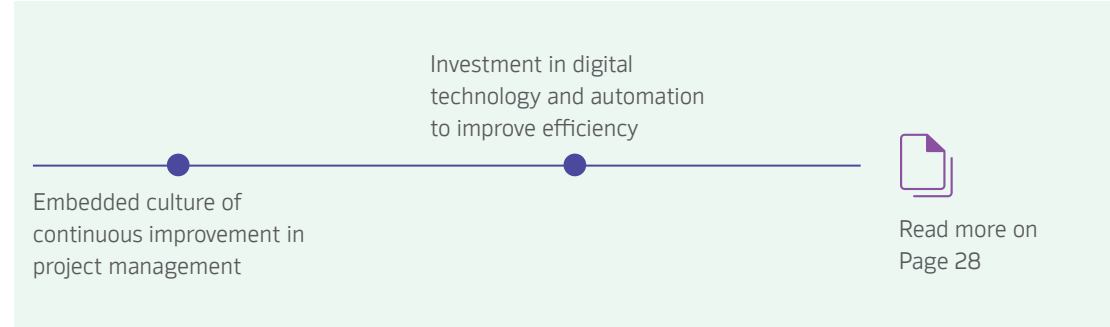 Investment in digital
technology and automation
to improve efficiency
Embedded culture of
continuous improvement in
project management
Read more on
Page 28